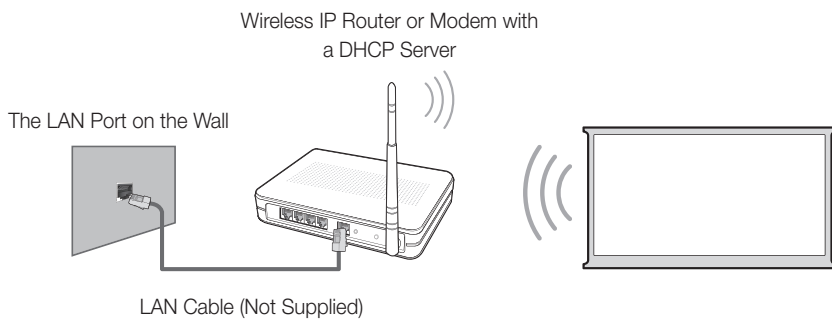 Wireless IP Router or Modem with
a DHCP Server
The LAN Port on the Wall
LAN Cable (Not Supplied)